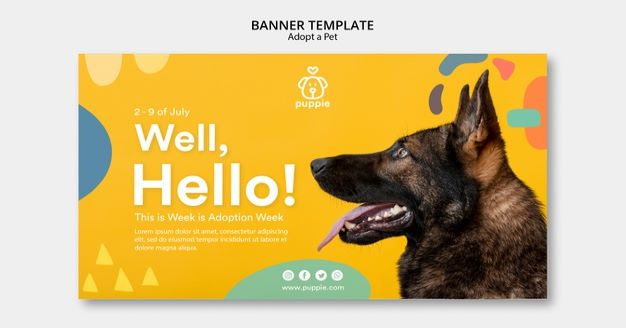 BANNER TEMPLATE
Adopt a Pet
puppie
2 - 9 of July
Well,
Hello!
This is Week is Adoption Week
Lorem ipsum dolor sit amet, consectetur adipiscing
elit, sed do eiusmod tempor incididunt ut labore et
dolore magna aliqua.
www.puppie.com